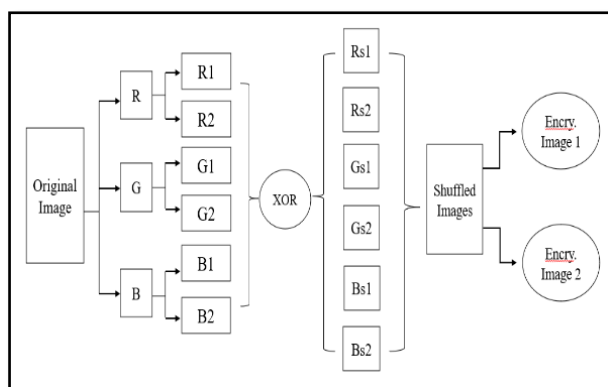 Original
Image
R
G
B
R1
R2
G1
G2
B1
B2
XOR
Rs1
Rs2
Gs1
Gs2
Bs1
Bs2
Shuffled
Images
Encry.
Image 1
Encry.
Image 2